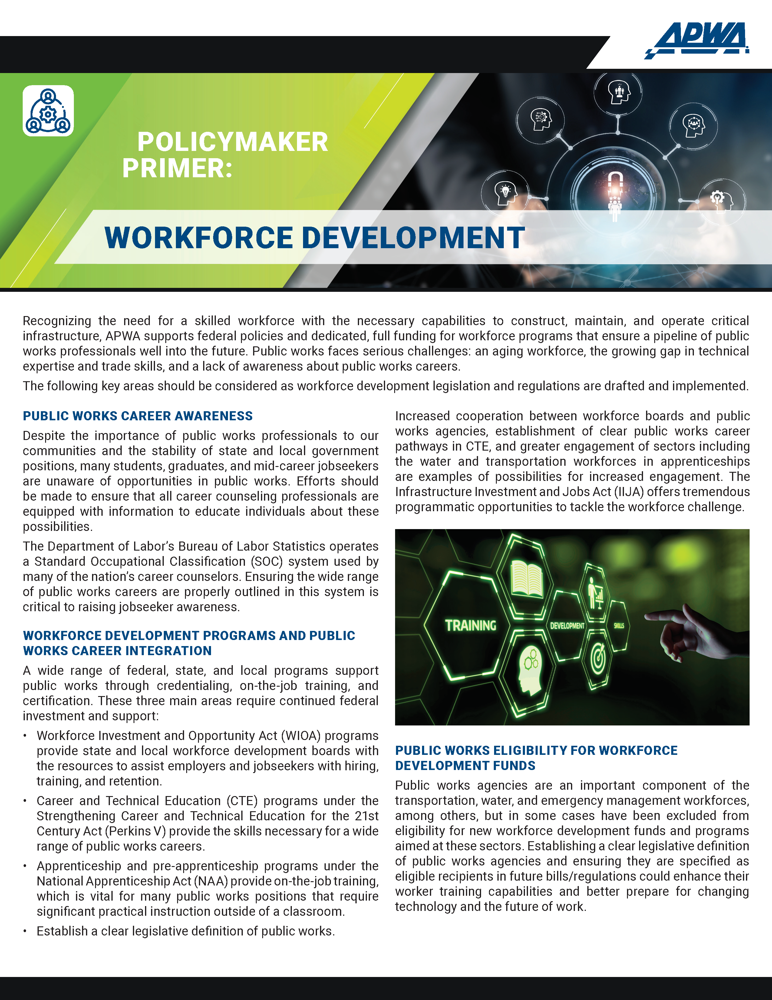 APWA
POLICYMAKER
PRIMER:
WORKFORCE DEVELOPMENT
Recognizing the need for a skilled workforce with the necessary capabilities to construct, maintain, and operate critical
infrastructure, APWA supports federal policies and dedicated, full funding for workforce programs that ensure a pipeline of public
works professionals well into the future. Public works faces serious challenges: an aging workforce, the growing gap in technical
expertise and trade skills, and a lack of awareness about public works careers.
The following key areas should be considered as workforce development legislation and regulations are drafted and implemented.
PUBLIC WORKS CAREER AWARENESS
Despite the importance of public works professionals to our
communities and the stability of state and local government
positions, many students, graduates, and mid-career jobseekers
are unaware of opportunities in public works. Efforts should
be made to ensure that all career counseling professionals are
equipped with information to educate individuals about these
possibilities.
The Department of Labor's Bureau of Labor Statistics operates
a Standard Occupational Classification (SOC) system used by
many of the nation's career counselors. Ensuring the wide range
of public works careers are properly outlined in this system is
critical to raising jobseeker awareness.
WORKFORCE DEVELOPMENT PROGRAMS AND PUBLIC
WORKS CAREER INTEGRATION
A wide range of federal, state, and local programs support
public works through credentialing, on-the-job training, and
certification. These three main areas require continued federal
investment and support:
• Workforce Investment and Opportunity Act (WIOA) programs
provide state and local workforce development boards with
the resources to assist employers and jobseekers with hiring,
training, and retention.
• Career and Technical Education (CTE) programs under the
Strengthening Career and Technical Education for the 21st
Century Act (Perkins V) provide the skills necessary for a wide
range of public works careers.
• Apprenticeship and pre-apprenticeship programs under the
National Apprenticeship Act (NAA) provide on-the-job training,
which is vital for many public works positions that require
significant practical instruction outside of a classroom.
• Establish a clear legislative definition of public works.
Increased cooperation between workforce boards and public
works agencies, establishment of clear public works career
pathways in CTE, and greater engagement of sectors including
the water and transportation workforces in apprenticeships
are examples of possibilities for increased engagement. The
Infrastructure Investment and Jobs Act (IIJA) offers tremendous
programmatic opportunities to tackle the workforce challenge.
TRAINING
DEVELOPMENT
SKILLS
PUBLIC WORKS ELIGIBILITY FOR WORKFORCE
DEVELOPMENT FUNDS
Public works agencies are an important component of the
transportation, water, and emergency management workforces,
among others, but in some cases have been excluded from
eligibility for new workforce development funds and programs
aimed at these sectors. Establishing a clear legislative definition
of public works agencies and ensuring they are specified as
eligible recipients in future bills/regulations could enhance their
worker training capabilities and better prepare for changing
technology and the future of work.